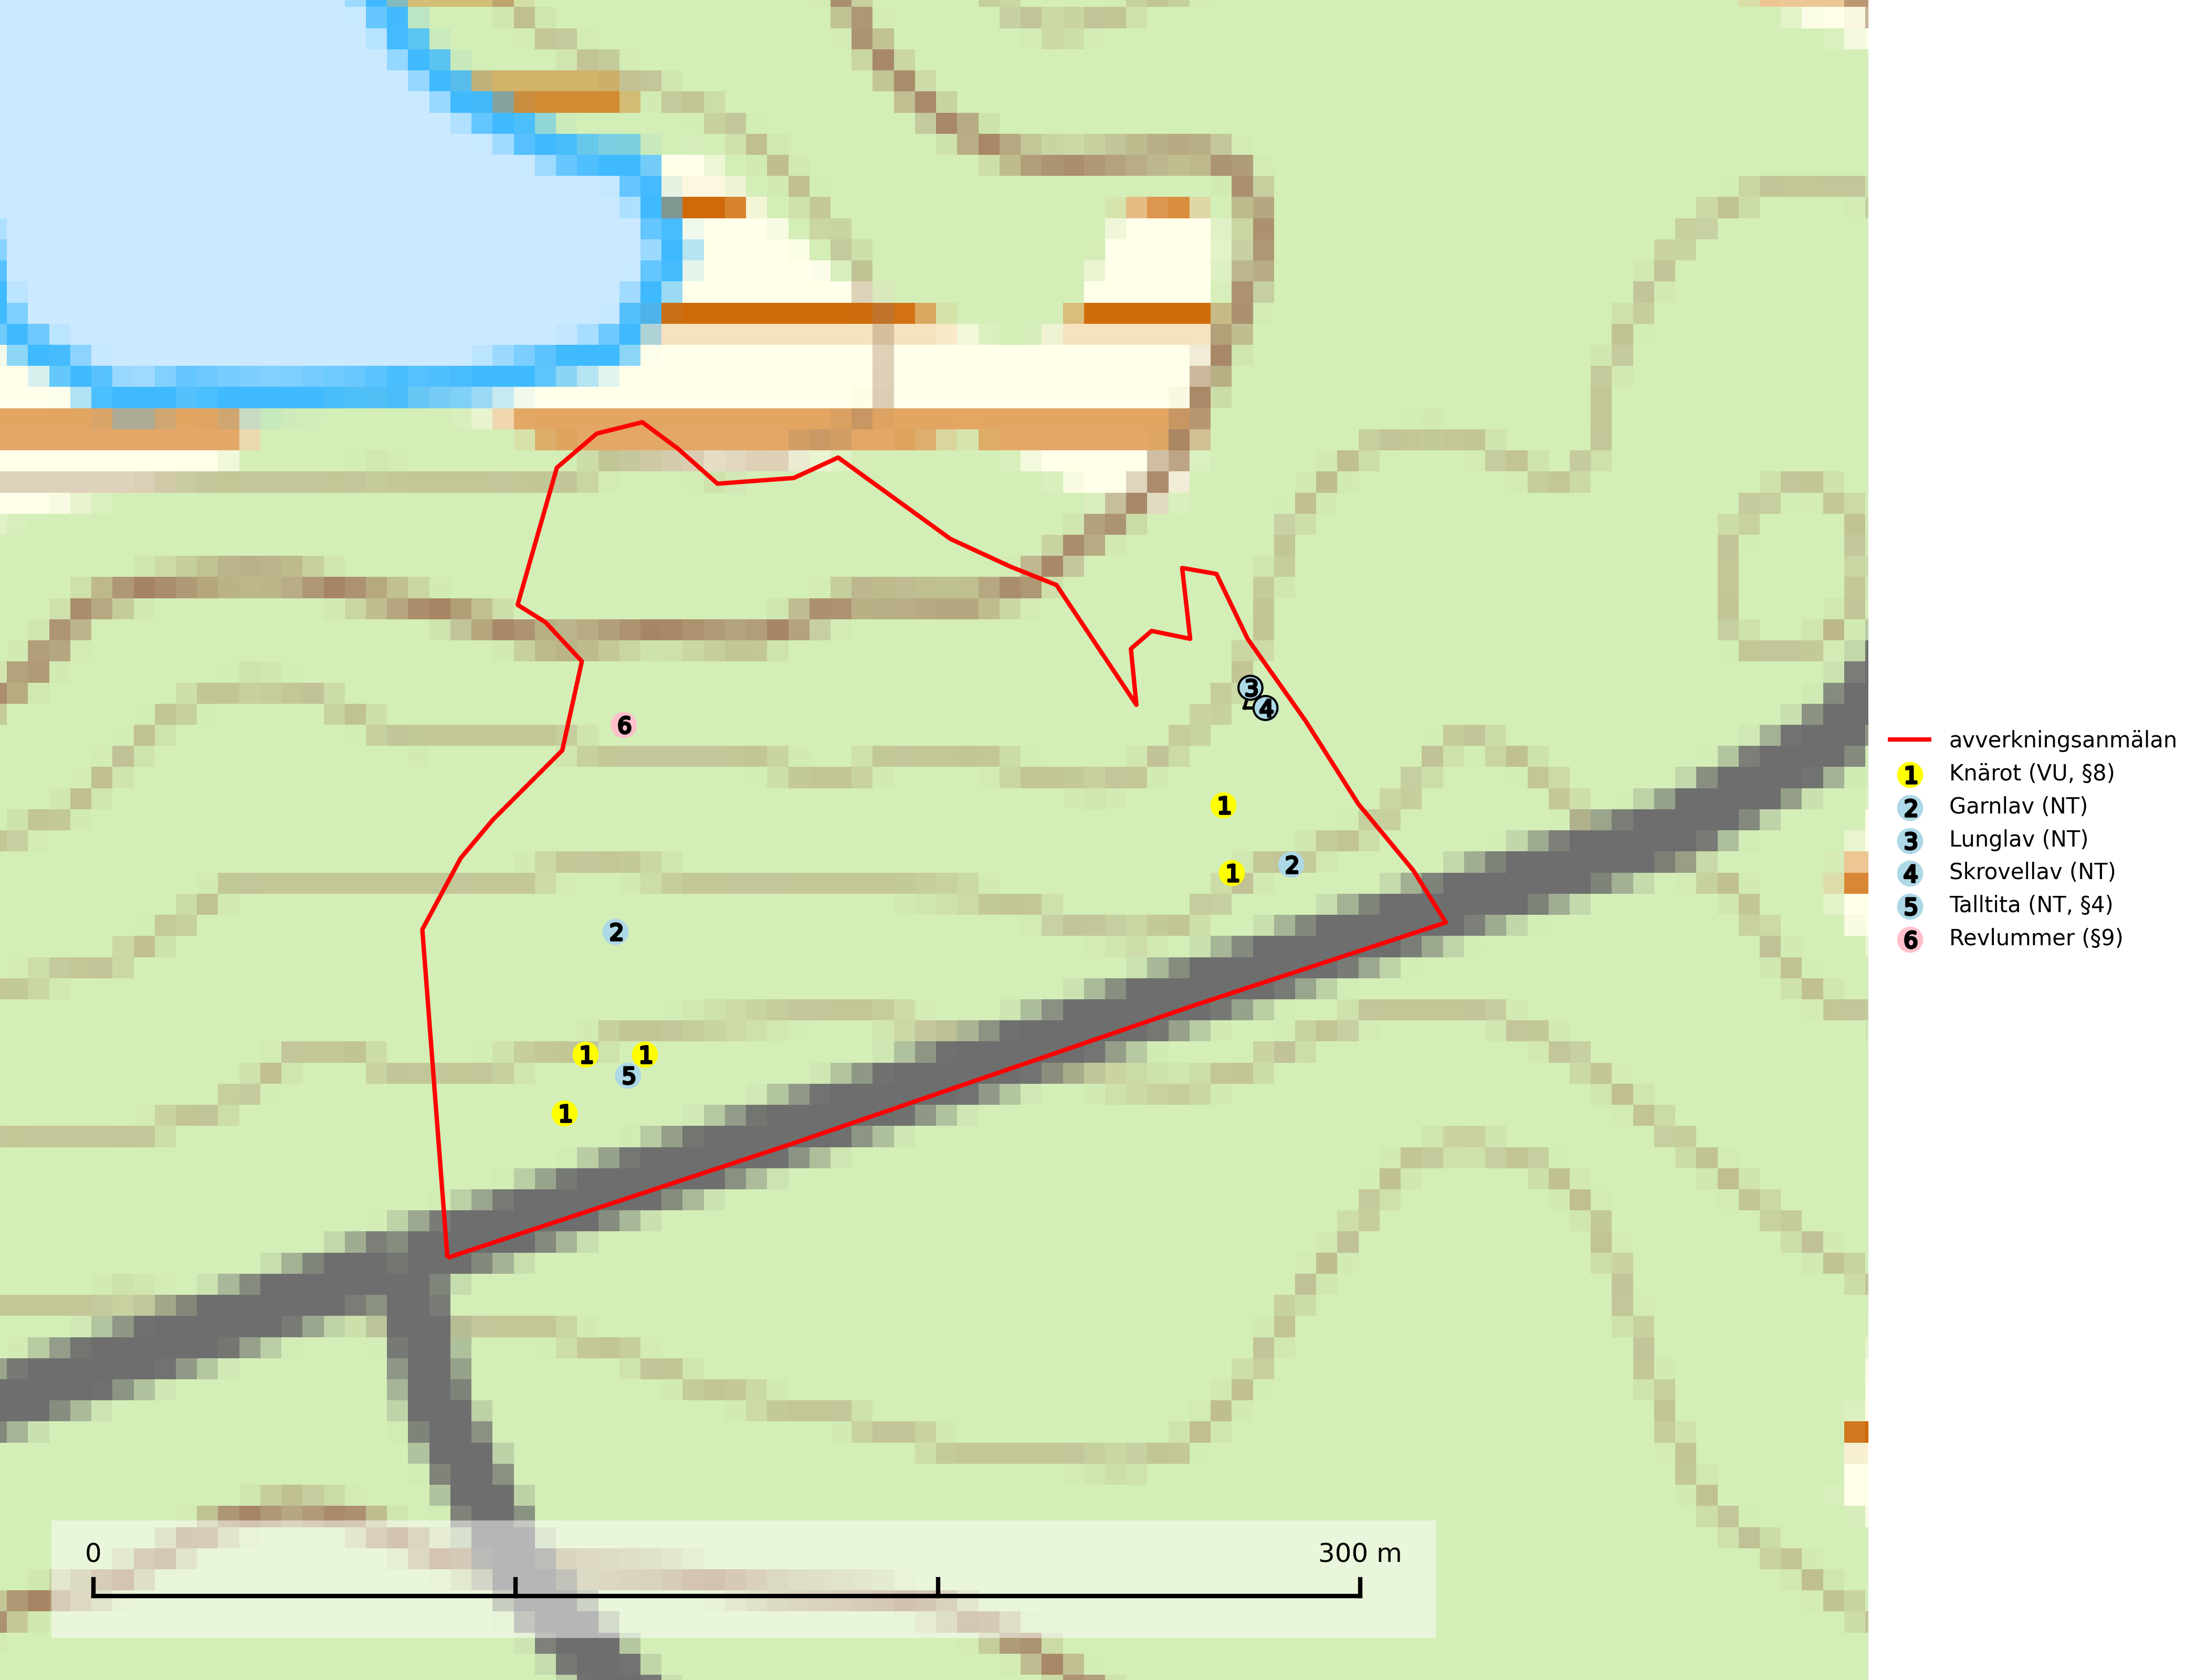 3
4
6
1
1
2
2
1
1
5
1
avverkningsanmälan
1 Knärot (VU, §8)
2 Garnlav (NT)
3 Lunglav (NT)
4 Skrovellav (NT)
5 Talltita (NT, §4)
6 Revlummer (§9)
0 300 m